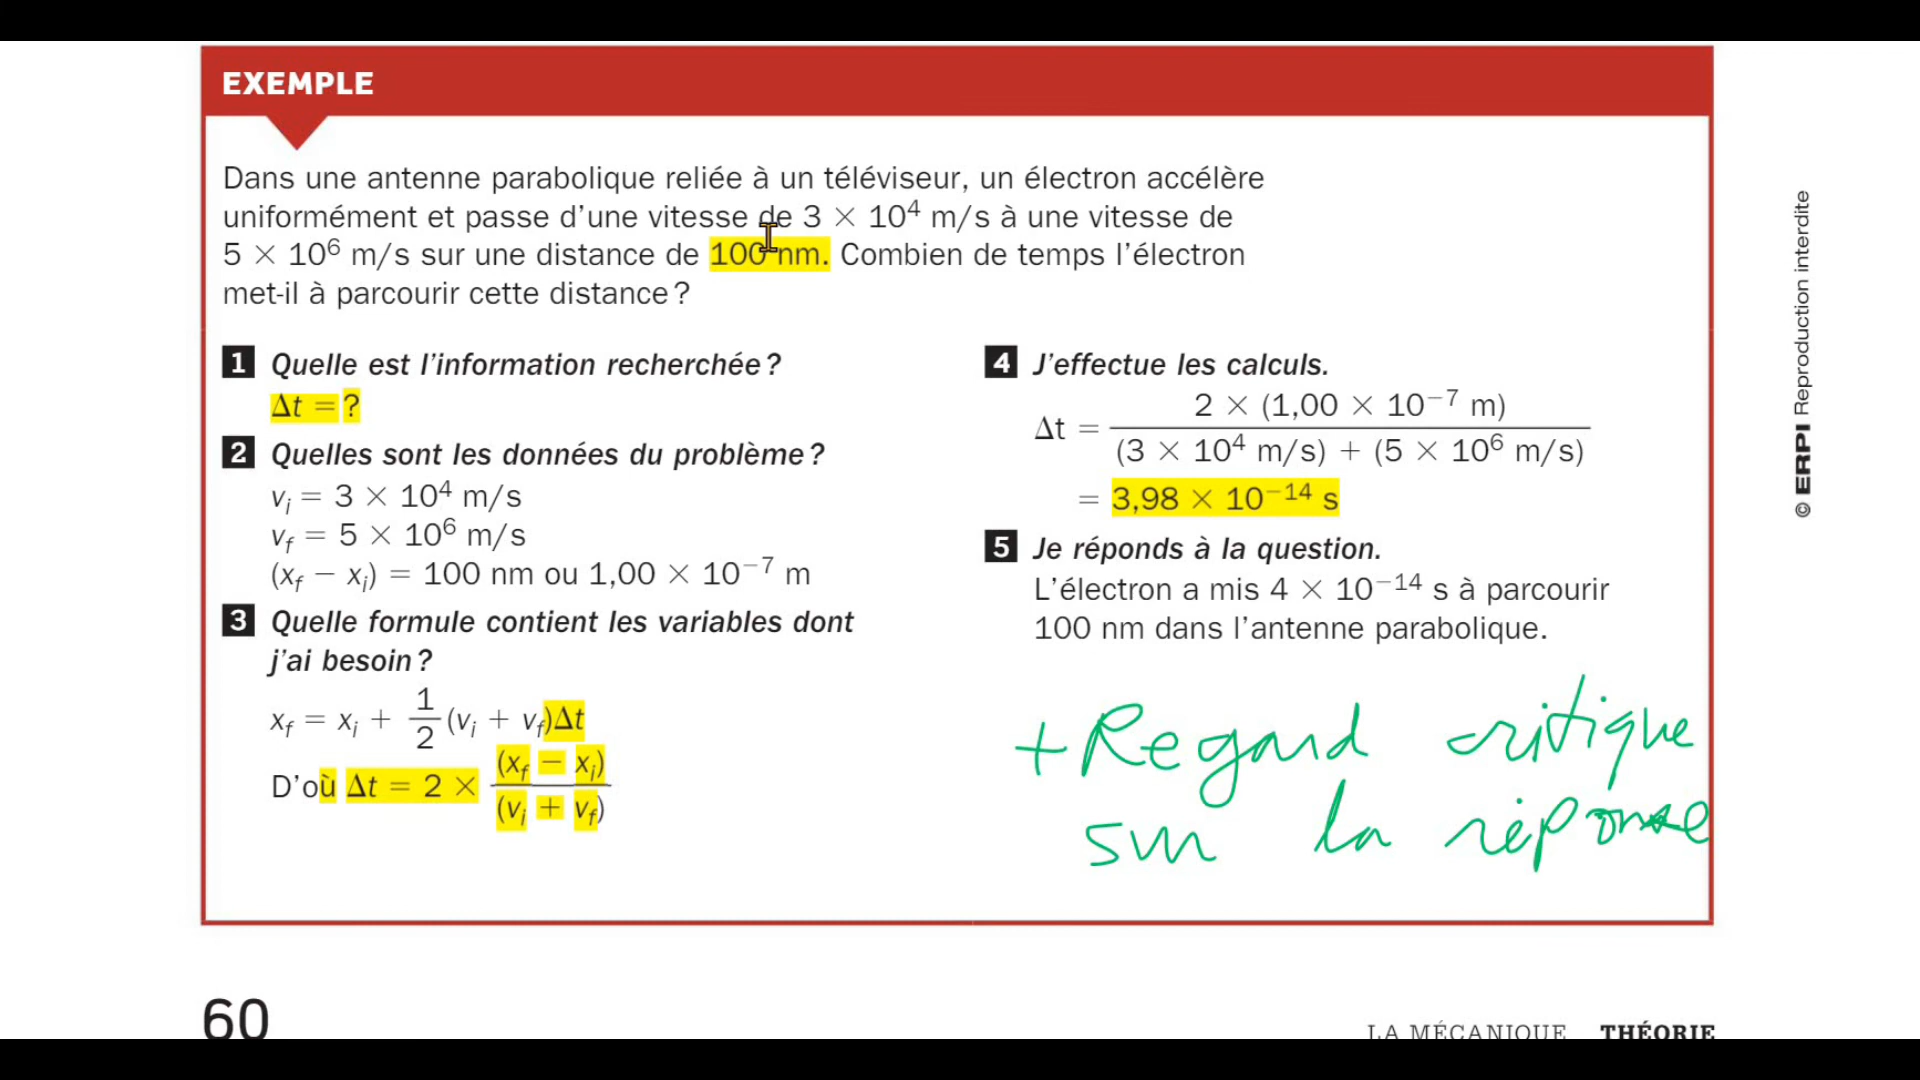 EXEMPLE
Dans une antenne parabolique reliée à un téléviseur, un électron accélère
uniformément et passe d'une vitesse de 3 × 10⁴ m/s à une vitesse de
5 × 10⁶ m/s sur une distance de 100 nm. Combien de temps l'électron
met-il à parcourir cette distance ?
1 Quelle est l'information recherchée ?
Δt = ?
2 Quelles sont les données du problème ?
vᵢ = 3 × 10⁴ m/s
v_f = 5 × 10⁶ m/s
(x_f − xᵢ) = 100 nm ou 1,00 × 10⁻⁷ m
3 Quelle formule contient les variables dont
j'ai besoin ?
x_f = xᵢ + 1/2 (vᵢ + v_f)Δt
D'où Δt = 2 × (x_f − xᵢ) / (vᵢ + v_f)
4 J'effectue les calculs.
Δt = 2 × (1,00 × 10⁻⁷ m) / (3 × 10⁴ m/s) + (5 × 10⁶ m/s)
= 3,98 × 10⁻¹⁴ s
5 Je réponds à la question.
L'électron a mis 4 × 10⁻¹⁴ s à parcourir
100 nm dans l'antenne parabolique.
+ Regard critique
sur la réponse
© ERPI Reproduction interdite
60
LA MÉCANIQUE THÉORIE